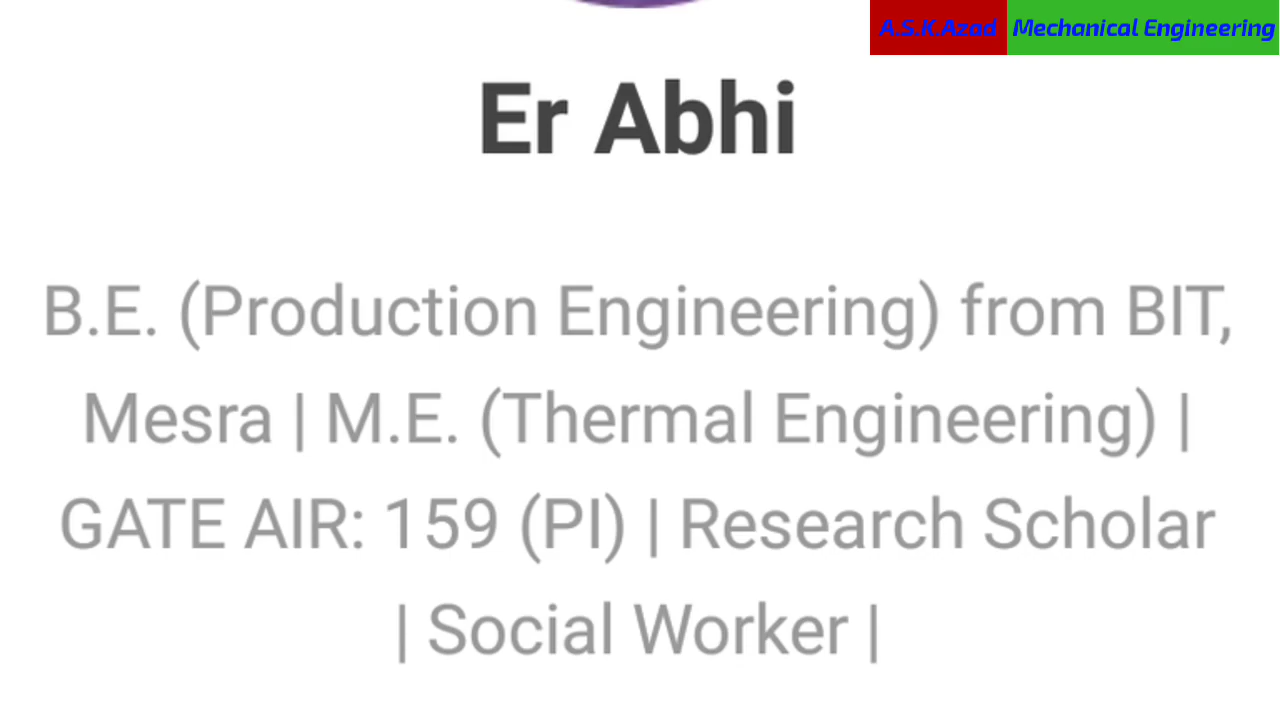 A.S.K.Azad Mechanical Engineering
Er Abhi
B.E. (Production Engineering) from BIT,
Mesra | M.E. (Thermal Engineering) |
GATE AIR: 159 (PI) | Research Scholar
| Social Worker |